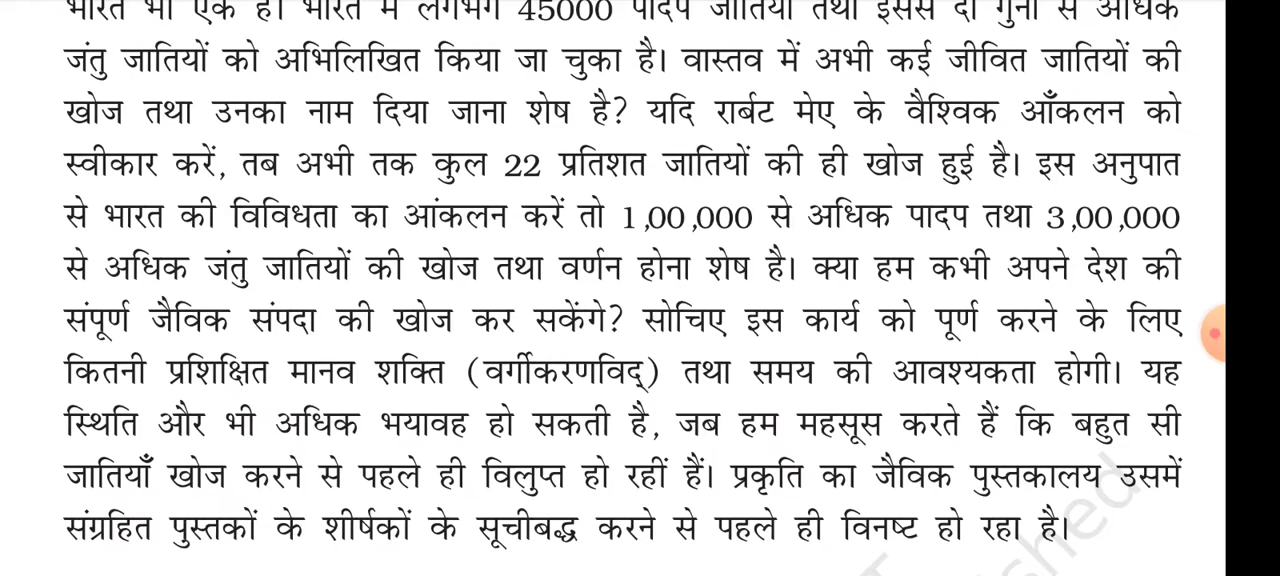 भारत भी एक है। भारत में लगभग 45000 पादप जातियों तथा इससे दो गुनी से अधिक
जंतु जातियों को अभिलिखित किया जा चुका है। वास्तव में अभी कई जीवित जातियों की
खोज तथा उनका नाम दिया जाना शेष है? यदि रार्बट मेए के वैश्विक आँकलन को
स्वीकार करें, तब अभी तक कुल 22 प्रतिशत जातियों की ही खोज हुई है। इस अनुपात
से भारत की विविधता का आंकलन करें तो 1,00,000 से अधिक पादप तथा 3,00,000
से अधिक जंतु जातियों की खोज तथा वर्णन होना शेष है। क्या हम कभी अपने देश की
संपूर्ण जैविक संपदा की खोज कर सकेंगे? सोचिए इस कार्य को पूर्ण करने के लिए
कितनी प्रशिक्षित मानव शक्ति (वर्गीकरणविद्) तथा समय की आवश्यकता होगी। यह
स्थिति और भी अधिक भयावह हो सकती है, जब हम महसूस करते हैं कि बहुत सी
जातियाँ खोज करने से पहले ही विलुप्त हो रहीं हैं। प्रकृति का जैविक पुस्तकालय उसमें
संग्रहित पुस्तकों के शीर्षकों के सूचीबद्ध करने से पहले ही विनष्ट हो रहा है।